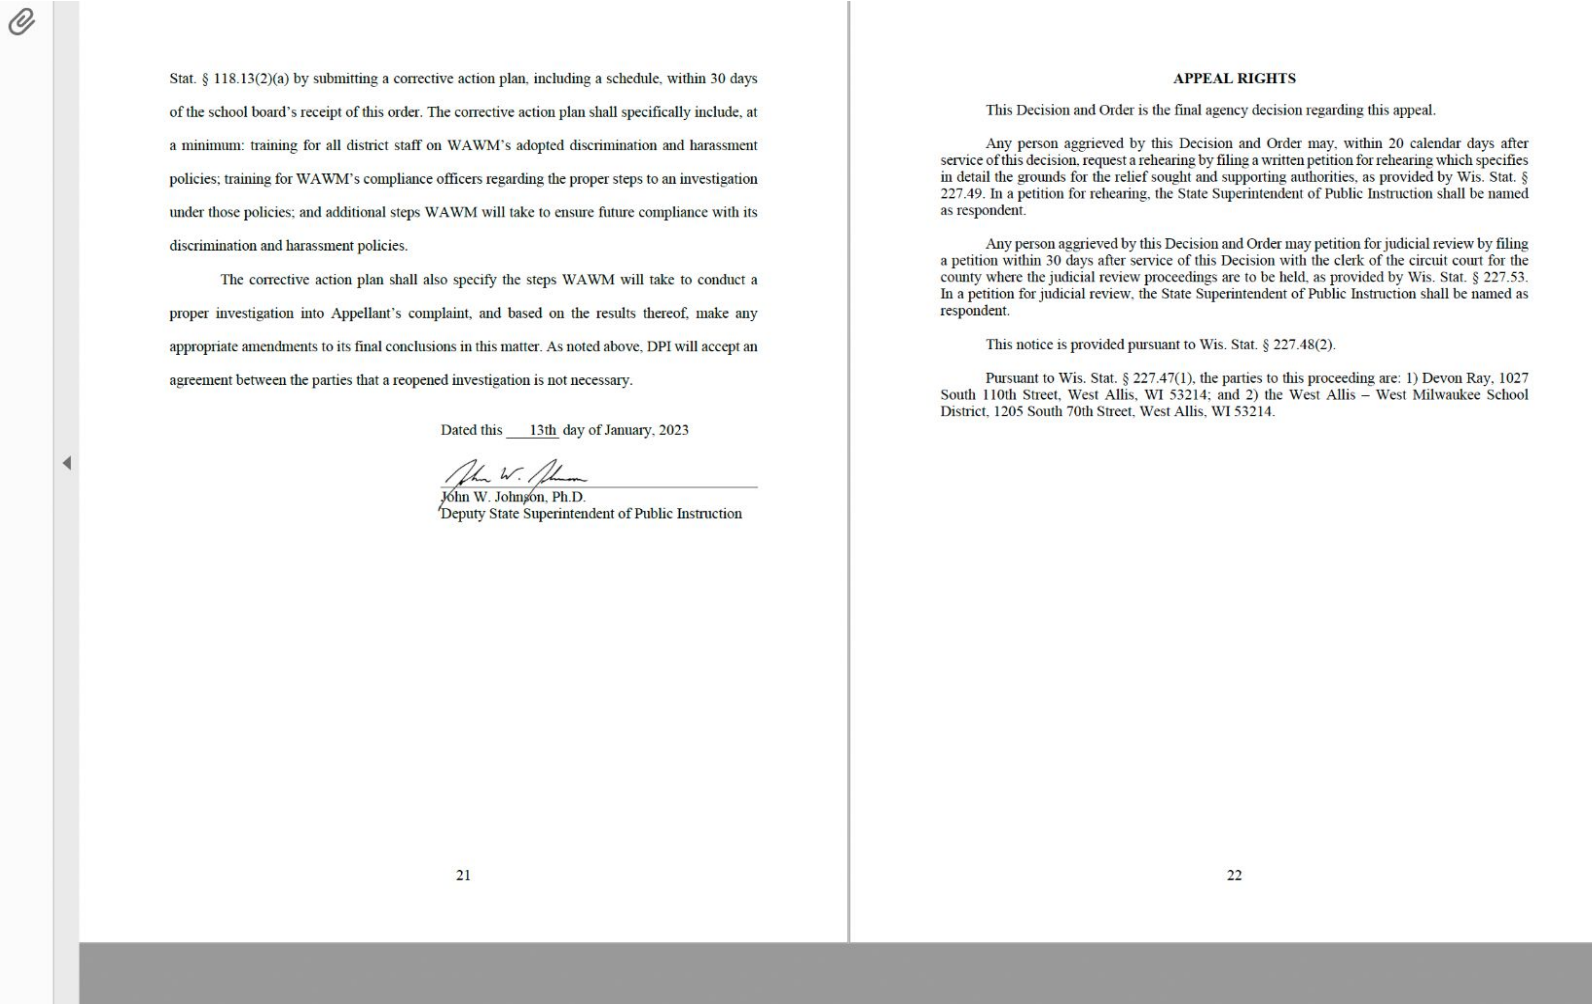 Stat. § 118.13(2)(a) by submitting a corrective action plan, including a schedule, within 30 days
of the school board's receipt of this order. The corrective action plan shall specifically include, at
a minimum: training for all district staff on WAWM's adopted discrimination and harassment
policies; training for WAWM's compliance officers regarding the proper steps to an investigation
under those policies; and additional steps WAWM will take to ensure future compliance with its
discrimination and harassment policies.
The corrective action plan shall also specify the steps WAWM will take to conduct a
proper investigation into Appellant's complaint, and based on the results thereof, make any
appropriate amendments to its final conclusions in this matter. As noted above, DPI will accept an
agreement between the parties that a reopened investigation is not necessary.
Dated this 13th day of January, 2023
John W. Johnson
John W. Johnson, Ph.D.
Deputy State Superintendent of Public Instruction
21
APPEAL RIGHTS
This Decision and Order is the final agency decision regarding this appeal.
Any person aggrieved by this Decision and Order may, within 20 calendar days after
service of this decision, request a rehearing by filing a written petition for rehearing which specifies
in detail the grounds for the relief sought and supporting authorities, as provided by Wis. Stat. §
227.49. In a petition for rehearing, the State Superintendent of Public Instruction shall be named
as respondent.
Any person aggrieved by this Decision and Order may petition for judicial review by filing
a petition within 30 days after service of this Decision with the clerk of the circuit court for the
county where the judicial review proceedings are to be held, as provided by Wis. Stat. § 227.53.
In a petition for judicial review, the State Superintendent of Public Instruction shall be named as
respondent.
This notice is provided pursuant to Wis. Stat. § 227.48(2).
Pursuant to Wis. Stat. § 227.47(1), the parties to this proceeding are: 1) Devon Ray, 1027
South 110th Street, West Allis, WI 53214; and 2) the West Allis – West Milwaukee School
District, 1205 South 70th Street, West Allis, WI 53214.
22